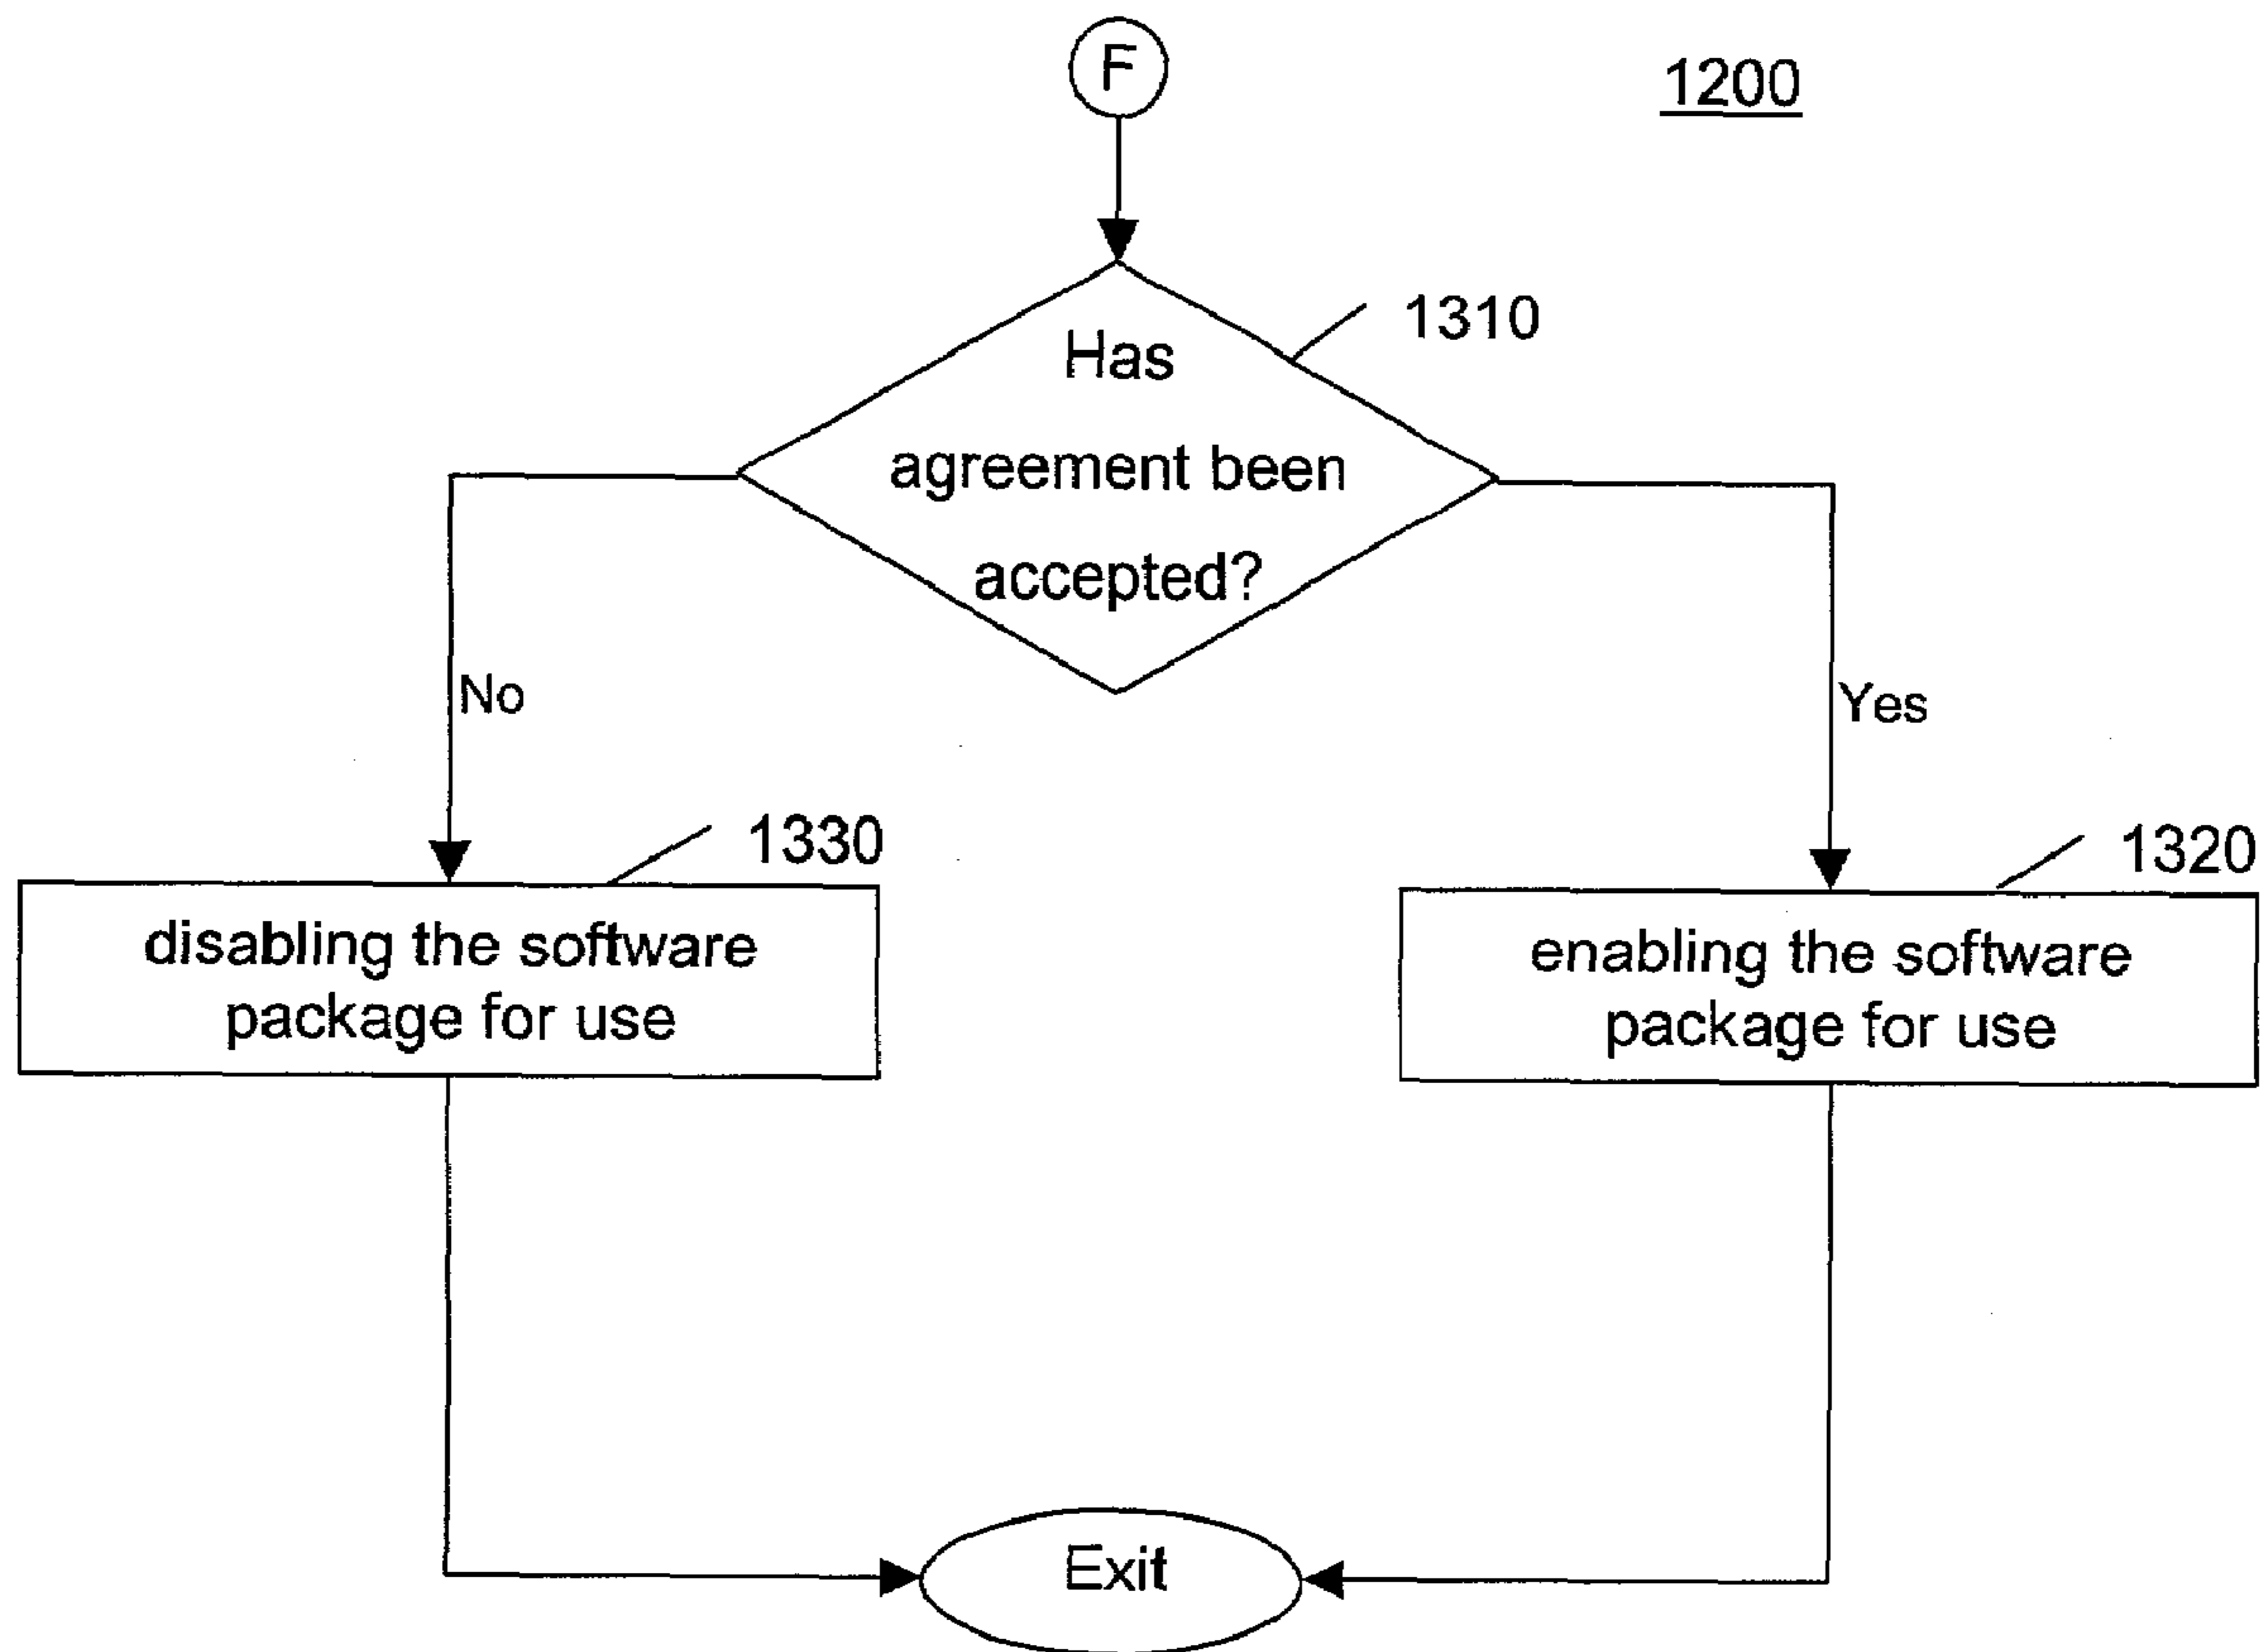 F
1200
1310
Has
agreement been
accepted?
No
Yes
1330
1320
disabling the software
package for use
enabling the software
package for use
Exit